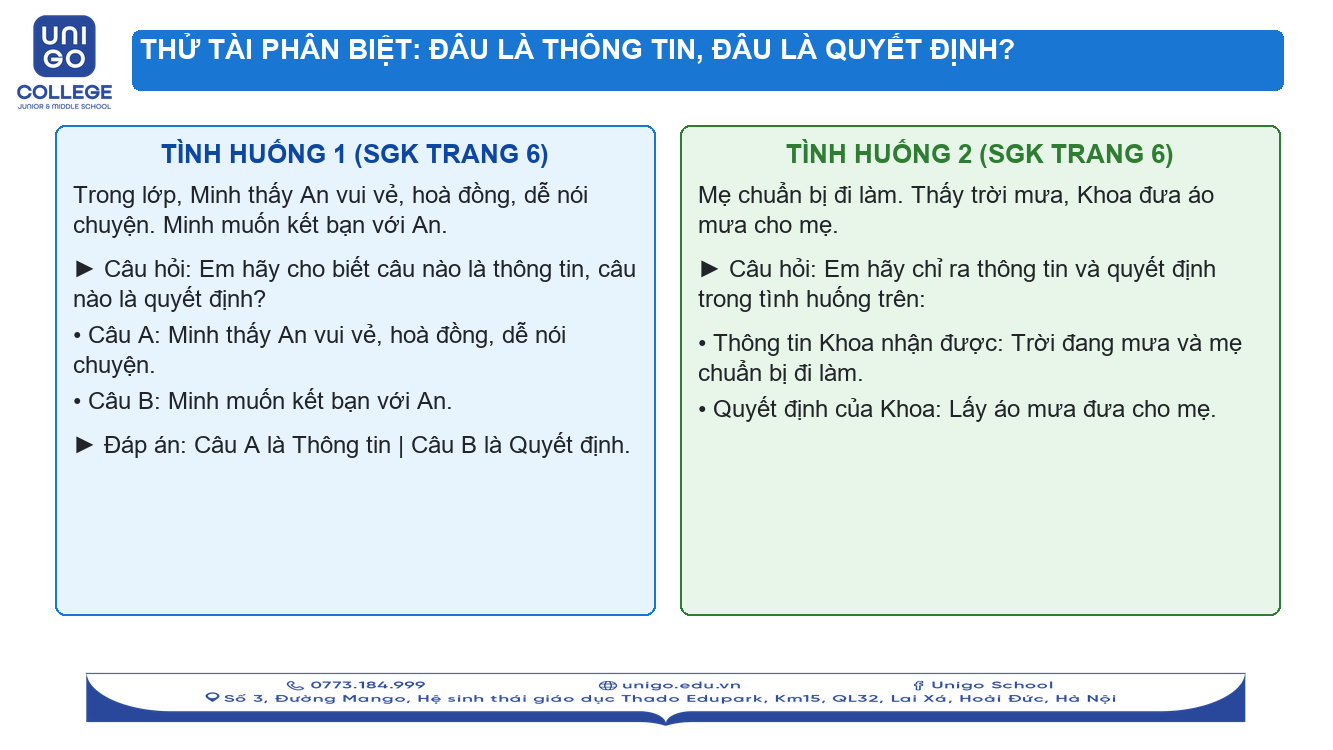 UNI
GO
COLLEGE
JUNIOR & MIDDLE SCHOOL
THỬ TÀI PHÂN BIỆT: ĐÂU LÀ THÔNG TIN, ĐÂU LÀ QUYẾT ĐỊNH?
TÌNH HUỐNG 1 (SGK TRANG 6)
Trong lớp, Minh thấy An vui vẻ, hoà đồng, dễ nói
chuyện. Minh muốn kết bạn với An.
► Câu hỏi: Em hãy cho biết câu nào là thông tin, câu
nào là quyết định?
• Câu A: Minh thấy An vui vẻ, hoà đồng, dễ nói
chuyện.
• Câu B: Minh muốn kết bạn với An.
► Đáp án: Câu A là Thông tin | Câu B là Quyết định.
TÌNH HUỐNG 2 (SGK TRANG 6)
Mẹ chuẩn bị đi làm. Thấy trời mưa, Khoa đưa áo
mưa cho mẹ.
► Câu hỏi: Em hãy chỉ ra thông tin và quyết định
trong tình huống trên:
• Thông tin Khoa nhận được: Trời đang mưa và mẹ
chuẩn bị đi làm.
• Quyết định của Khoa: Lấy áo mưa đưa cho mẹ.
0773.184.999 unigo.edu.vn Unigo School
Số 3, Đường Mango, Hệ sinh thái giáo dục Thado Edupark, Km15, QL32, Lai Xá, Hoài Đức, Hà Nội